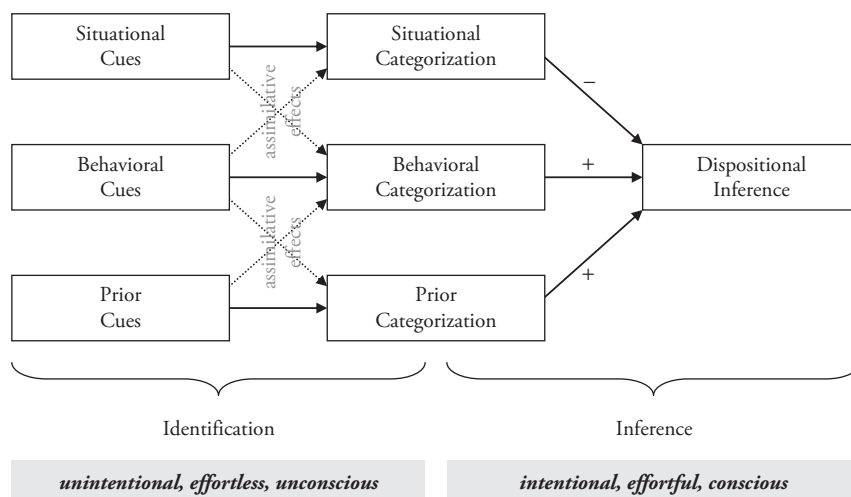 Situational
Cues
Situational
Categorization
−
assimilative
effects
Behavioral
Cues
Behavioral
Categorization
+
Dispositional
Inference
assimilative
effects
Prior
Cues
Prior
Categorization
+
Identification
Inference
unintentional, effortless, unconscious
intentional, effortful, conscious